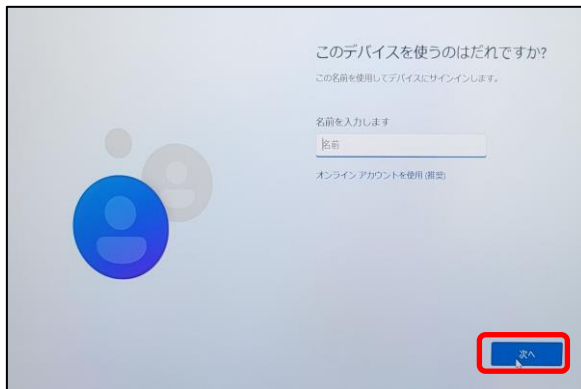 このデバイスを使うのはだれですか?
この名前を使用してデバイスにサインインします。
名前を入力します
名前
オンライン アカウントを使用 (推奨)
次へ